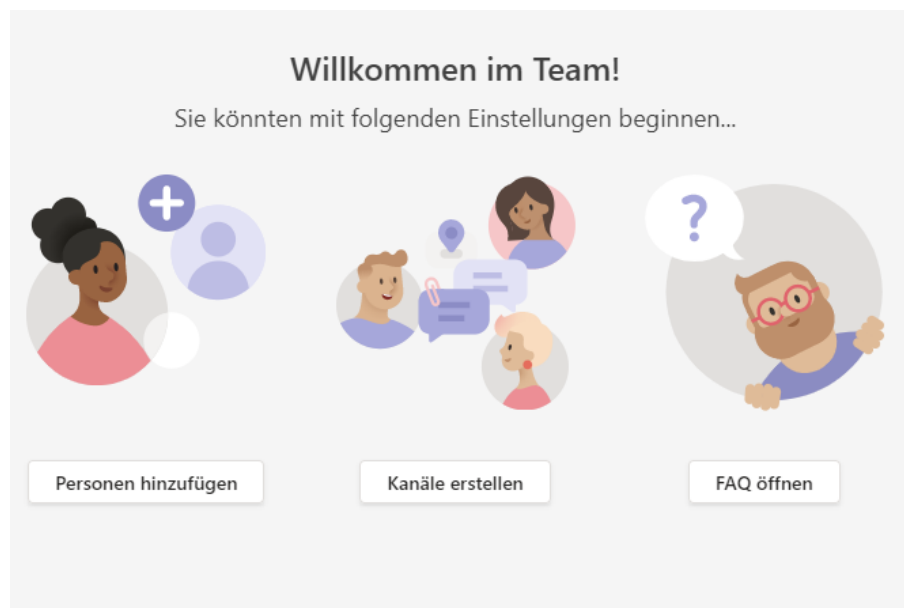 Willkommen im Team!
Sie könnten mit folgenden Einstellungen beginnen...
?
Personen hinzufügen
Kanäle erstellen
FAQ öffnen